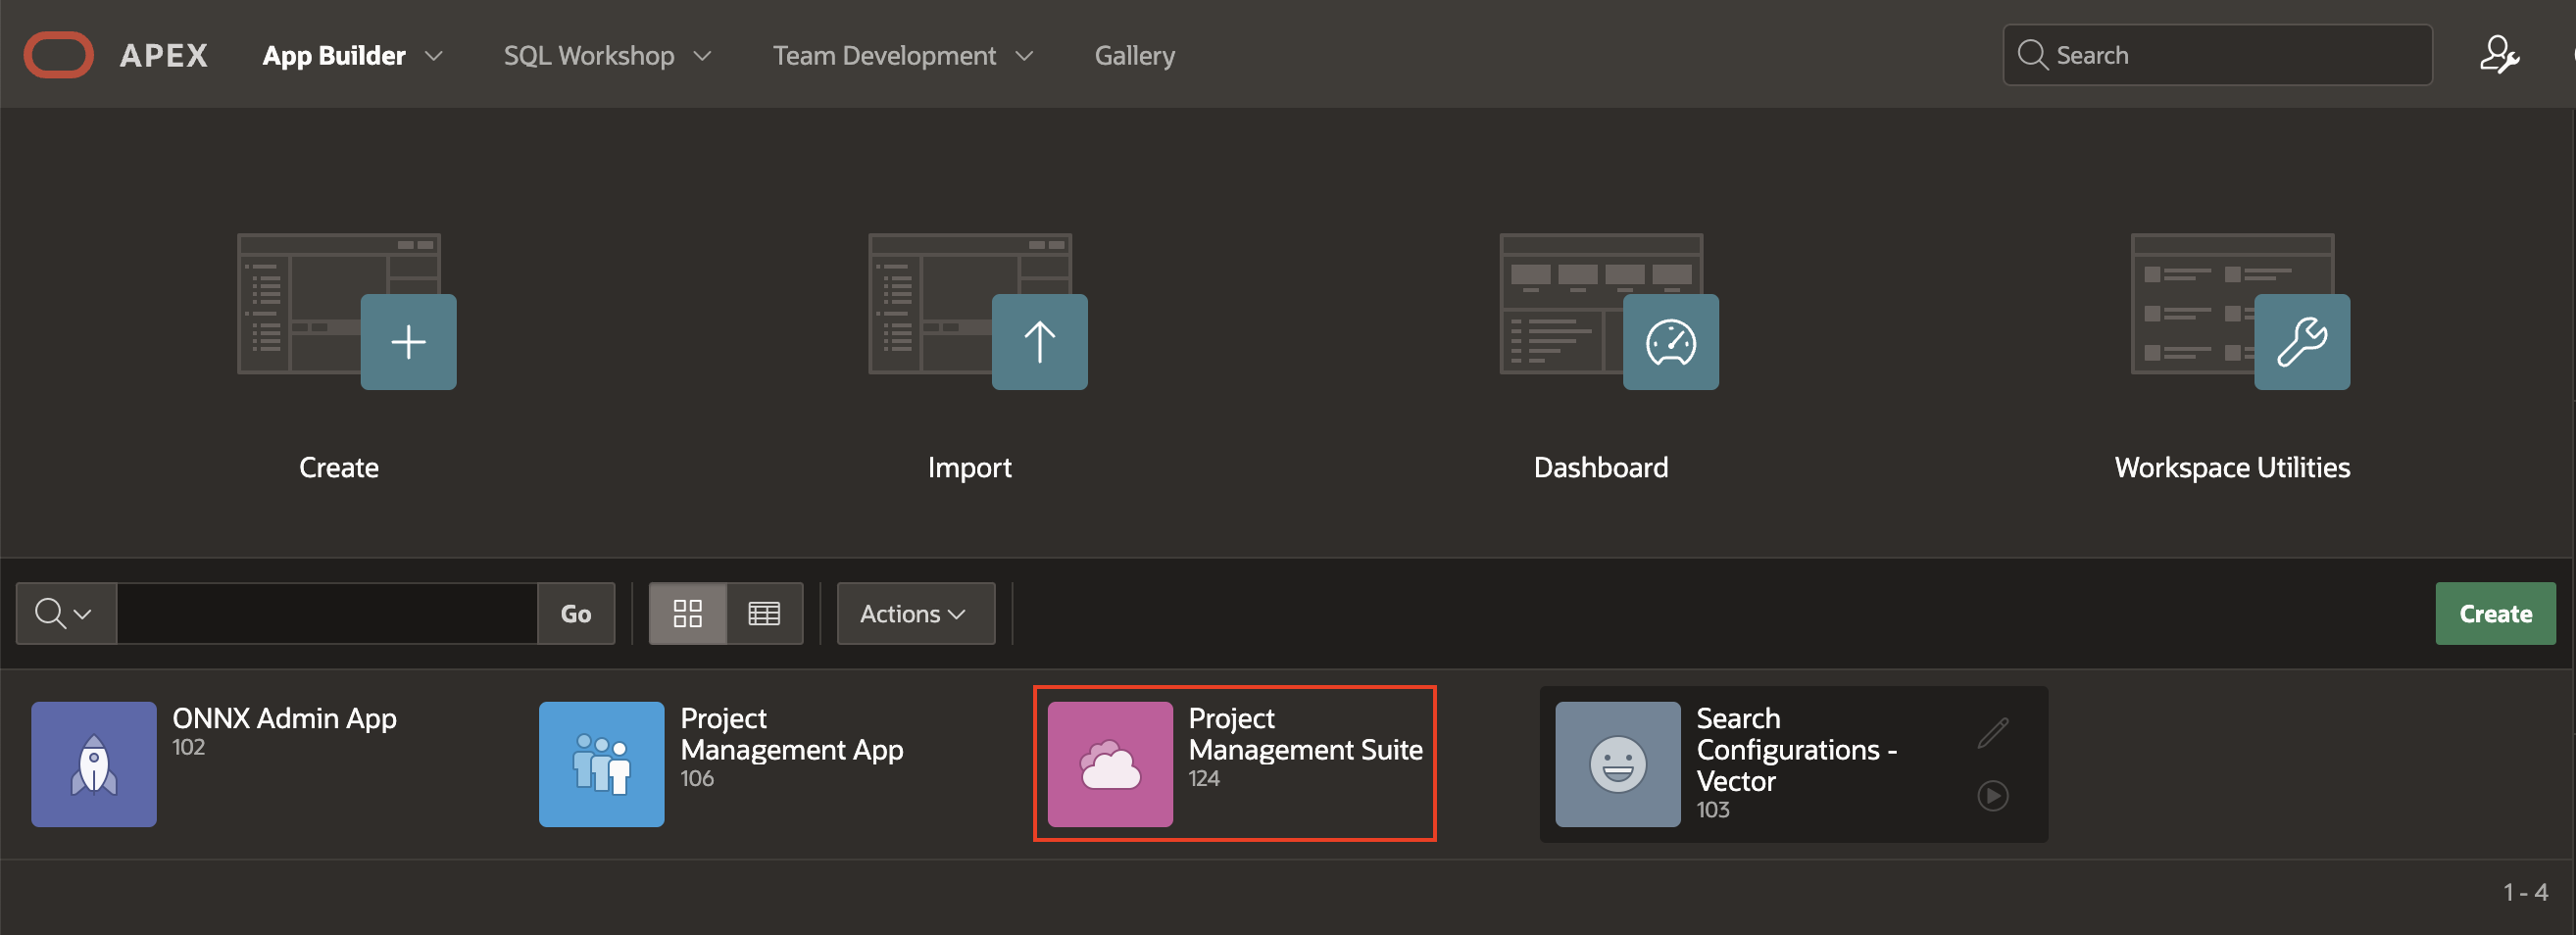 APEX App Builder SQL Workshop Team Development Gallery Search
Create Import Dashboard Workspace Utilities
Go Actions Create
ONNX Admin App
102
Project
Management App
106
Project
Management Suite
124
Search
Configurations -
Vector
103
1 - 4